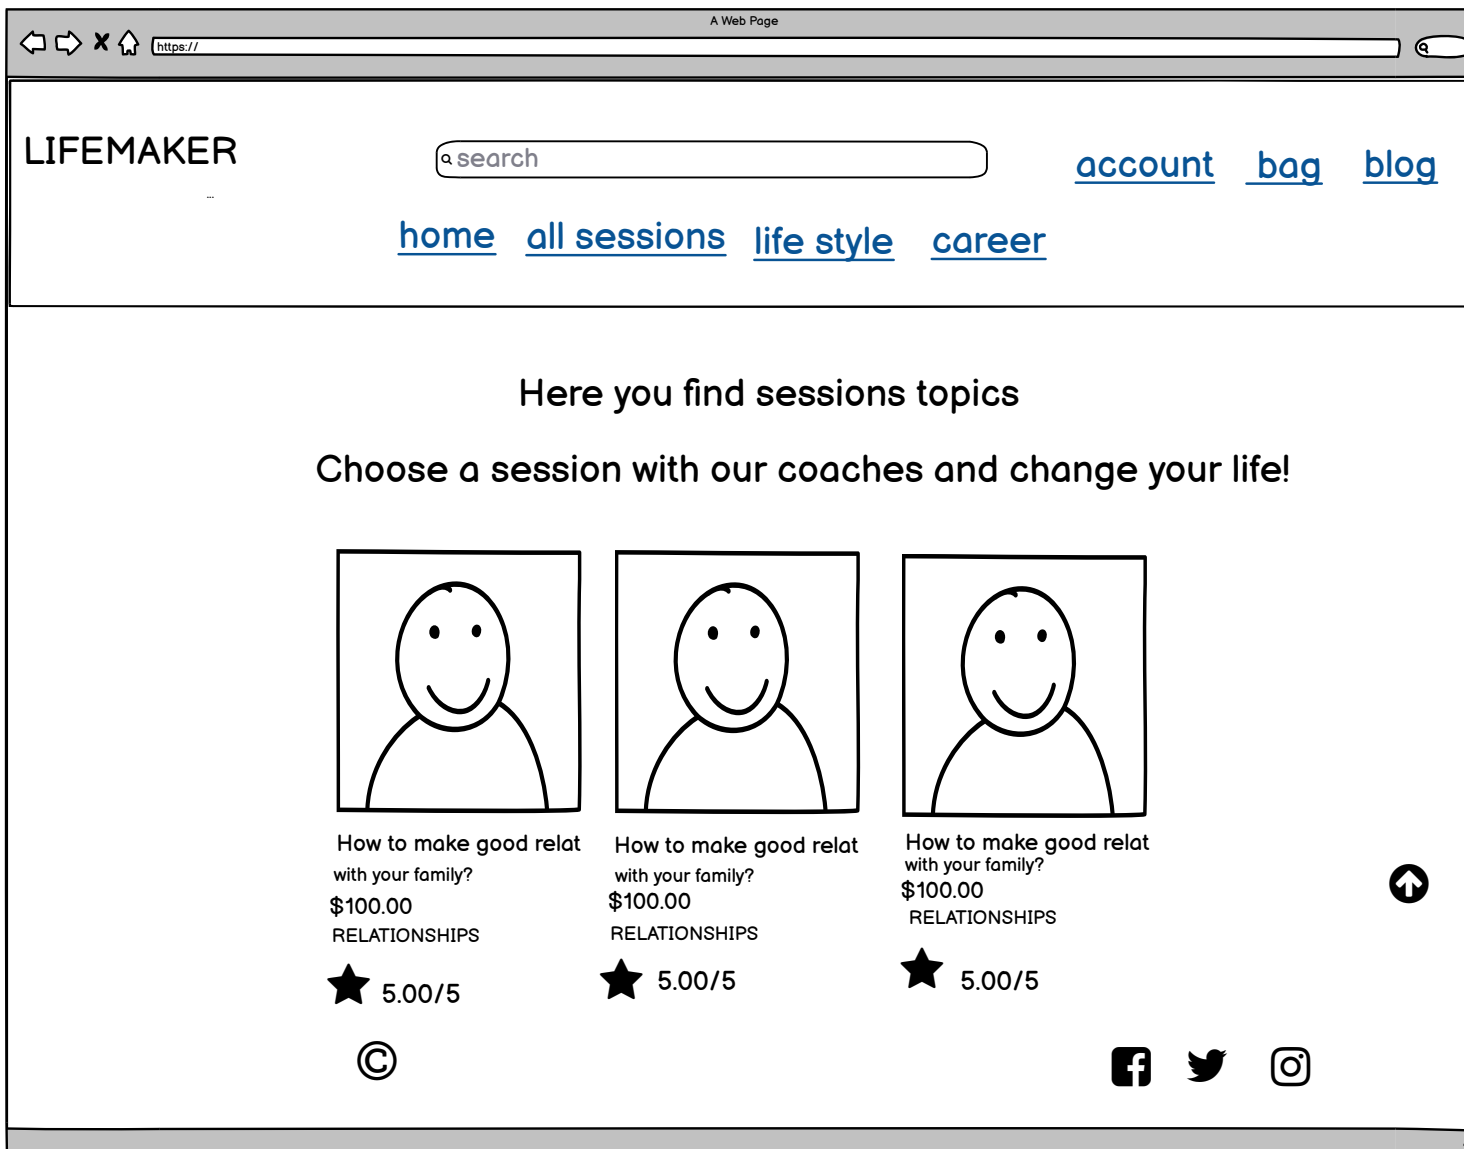 A Web Page
https://
LIFEMAKER
search
account bag blog
...
home all sessions life style career
Here you find sessions topics
Choose a session with our coaches and change your life!
How to make good relat
with your family?
$100.00
RELATIONSHIPS
5.00/5
How to make good relat
with your family?
$100.00
RELATIONSHIPS
5.00/5
How to make good relat
with your family?
$100.00
RELATIONSHIPS
5.00/5
©